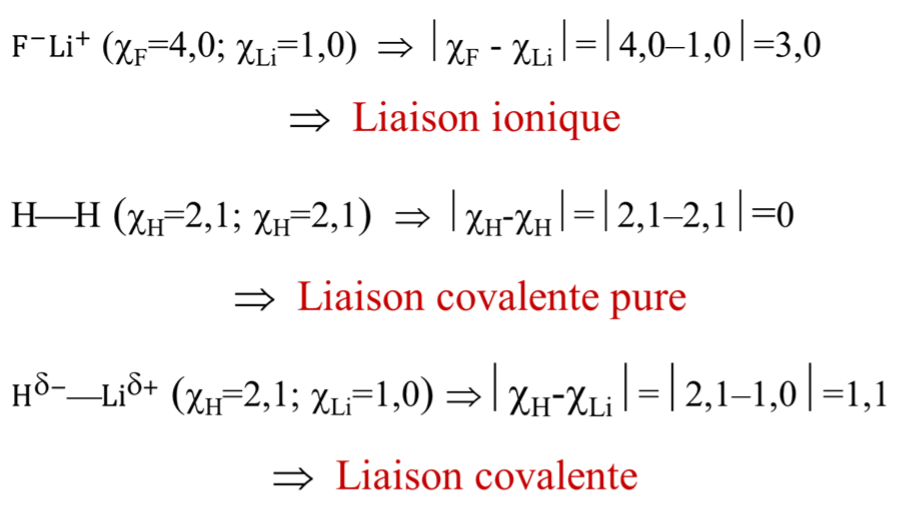 F⁻Li⁺ (χF=4,0; χLi=1,0) ⇒ |χF - χLi|=|4,0–1,0|=3,0
⇒ Liaison ionique
H—H (χH=2,1; χH=2,1) ⇒ |χH-χH|=|2,1–2,1|=0
⇒ Liaison covalente pure
Hδ−—Liδ+ (χH=2,1; χLi=1,0) ⇒ |χH-χLi|=|2,1–1,0|=1,1
⇒ Liaison covalente